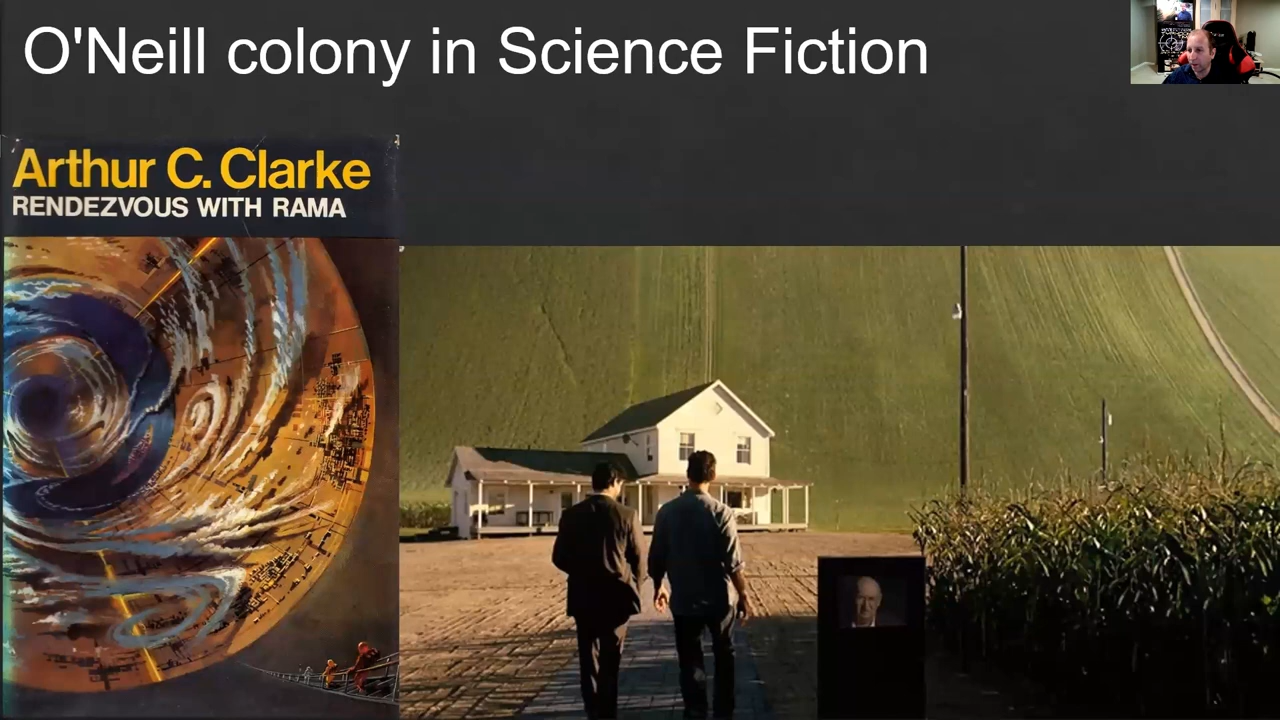 O'Neill colony in Science Fiction
Arthur C. Clarke
RENDEZVOUS WITH RAMA